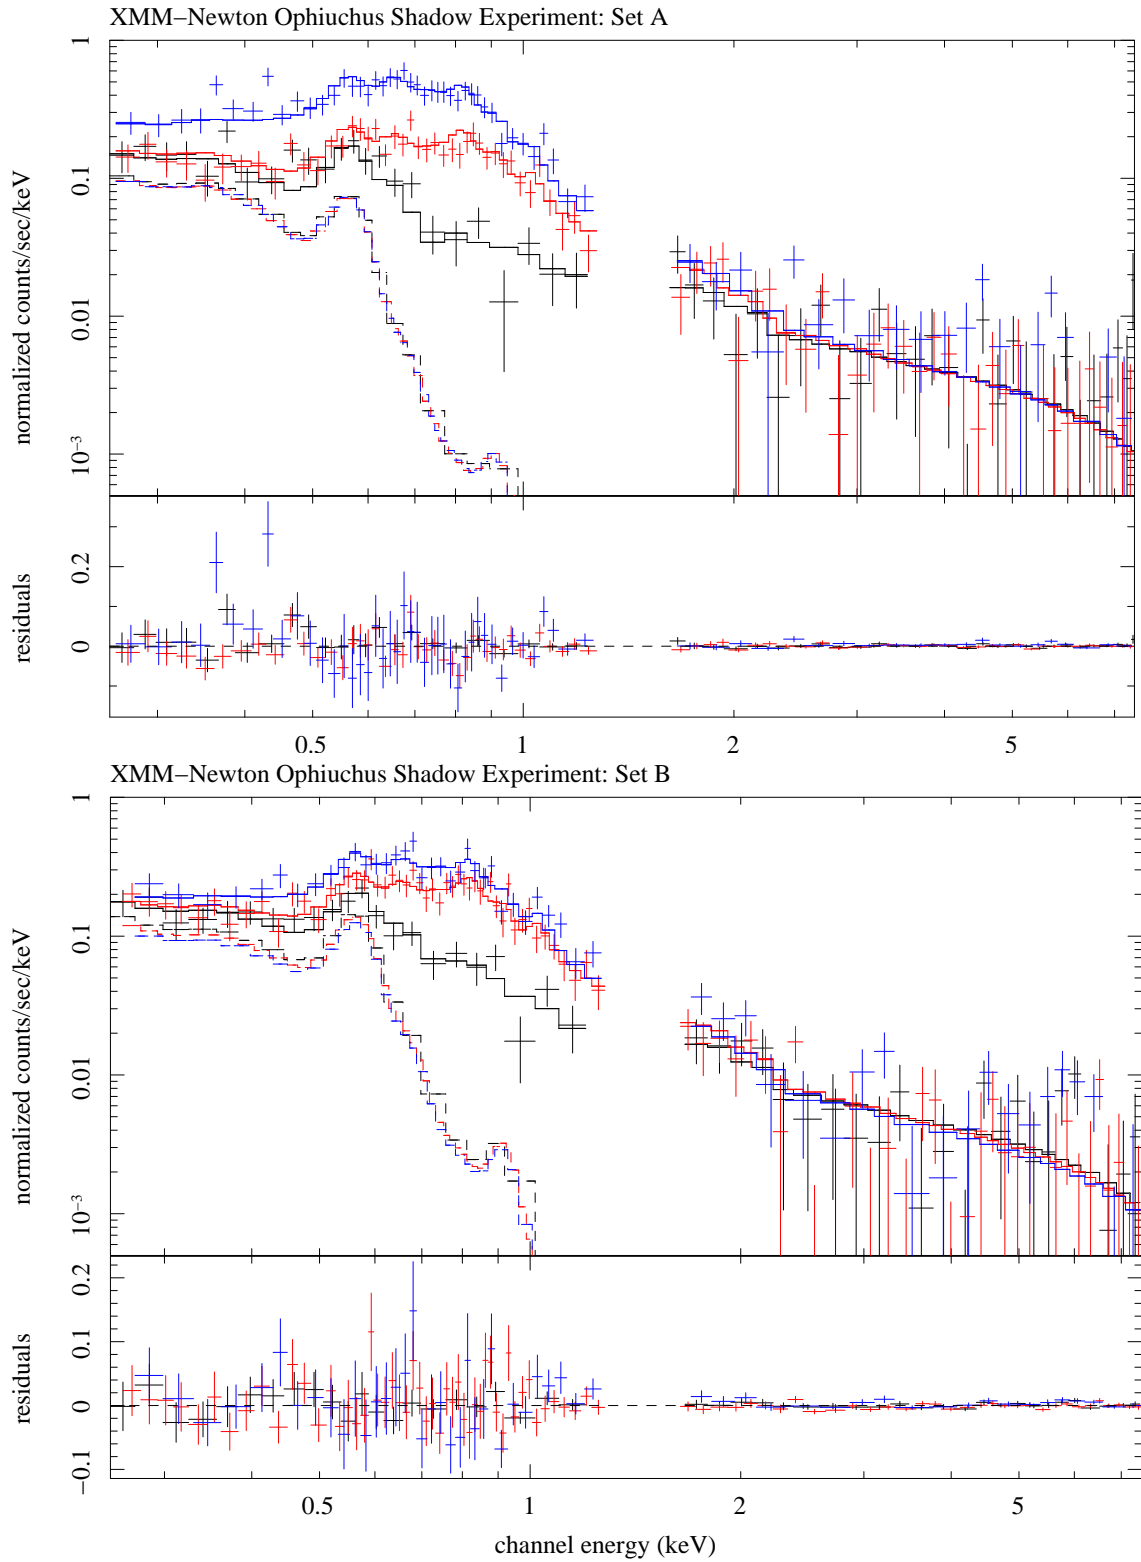 XMM−Newton Ophiuchus Shadow Experiment: Set A
1
0.1
0.01
10⁻³
normalized counts/sec/keV
0.2
0
residuals
0.5 1 2 5
XMM−Newton Ophiuchus Shadow Experiment: Set B
1
0.1
0.01
10⁻³
normalized counts/sec/keV
0.2
0.1
0
−0.1
residuals
0.5 1 2 5
channel energy (keV)